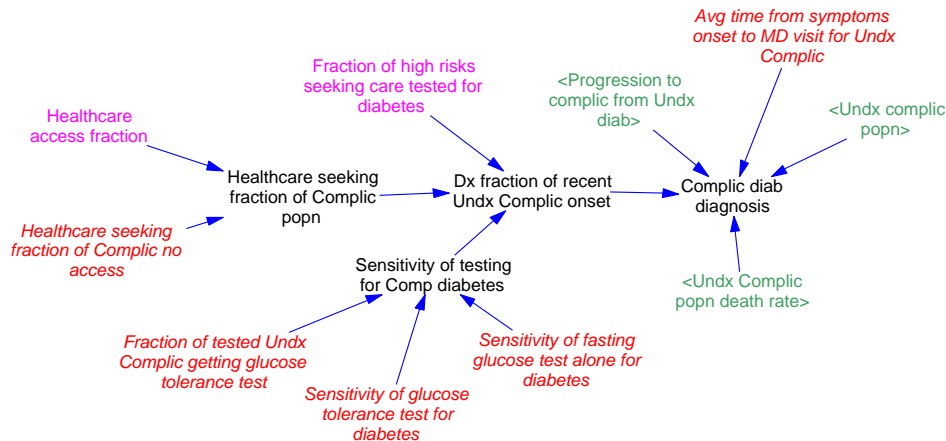 Avg time from symptoms
onset to MD visit for Undx
Complic
Fraction of high risks
seeking care tested for
diabetes
<Progression to
complic from Undx
diab>
Healthcare
access fraction
<Undx complic
popn>
Healthcare seeking
fraction of Complic
popn
Dx fraction of recent
Undx Complic onset
Complic diab
diagnosis
Healthcare seeking
fraction of Complic no
access
Sensitivity of testing
for Comp diabetes
<Undx Complic
popn death rate>
Fraction of tested Undx
Complic getting glucose
tolerance test
Sensitivity of glucose
tolerance test for
diabetes
Sensitivity of fasting
glucose test alone for
diabetes